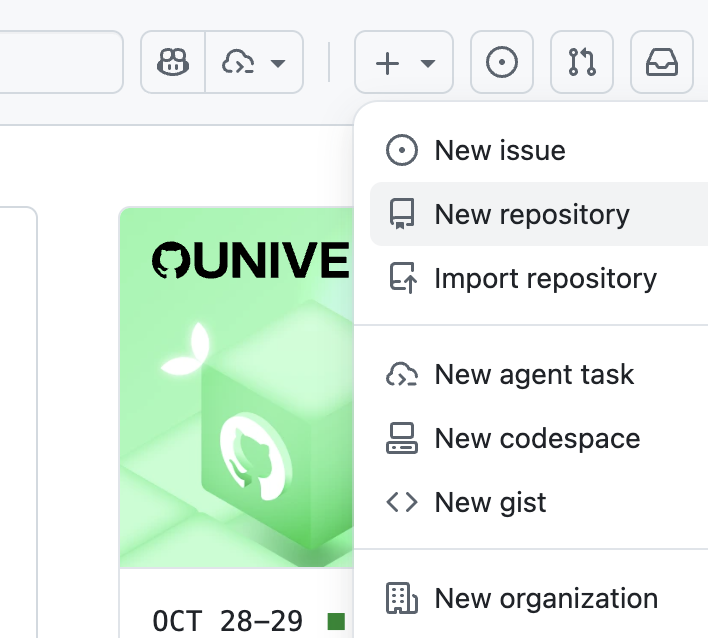 New issue
New repository
Import repository
New agent task
New codespace
New gist
New organization
UNIVE
OCT 28–29